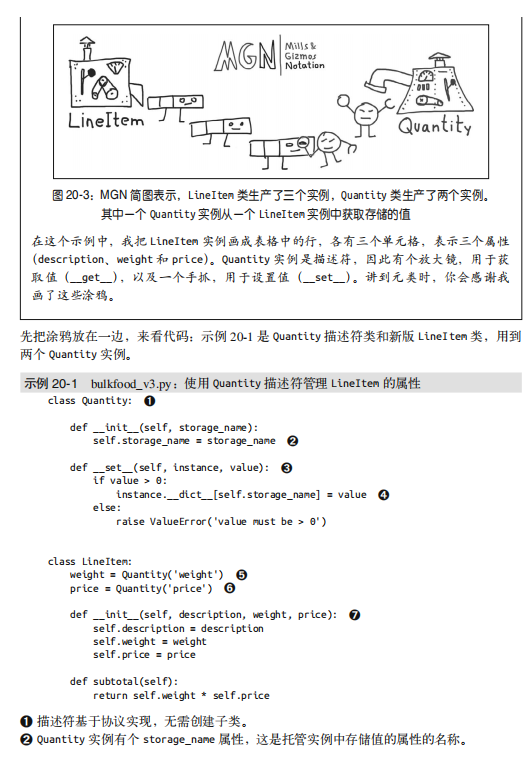 MGN
Mills &
Gizmos
Notation
LineItem
Quantity
图 20-3：MGN 简图表示，LineItem 类生产了三个实例，Quantity 类生产了两个实例。
其中一个 Quantity 实例从一个 LineItem 实例中获取存储的值
在这个示例中，我把 LineItem 实例画成表格中的行，各有三个单元格，表示三个属性
(description、weight 和 price)。Quantity 实例是描述符，因此有个放大镜，用于获
取值（__get__），以及一个手抓，用于设置值（__set__）。讲到元类时，你会感谢我
画了这些涂鸦。
先把涂鸦放在一边，来看代码：示例 20-1 是 Quantity 描述符类和新版 LineItem 类，用到
两个 Quantity 实例。
示例 20-1 bulkfood_v3.py：使用 Quantity 描述符管理 LineItem 的属性
class Quantity: ❶
def __init__(self, storage_name):
self.storage_name = storage_name ❷
def __set__(self, instance, value): ❸
if value > 0:
instance.__dict__[self.storage_name] = value ❹
else:
raise ValueError('value must be > 0')
class LineItem:
weight = Quantity('weight') ❺
price = Quantity('price') ❻
def __init__(self, description, weight, price): ❼
self.description = description
self.weight = weight
self.price = price
def subtotal(self):
return self.weight * self.price
❶ 描述符基于协议实现，无需创建子类。
❷ Quantity 实例有个 storage_name 属性，这是托管实例中存储值的属性的名称。